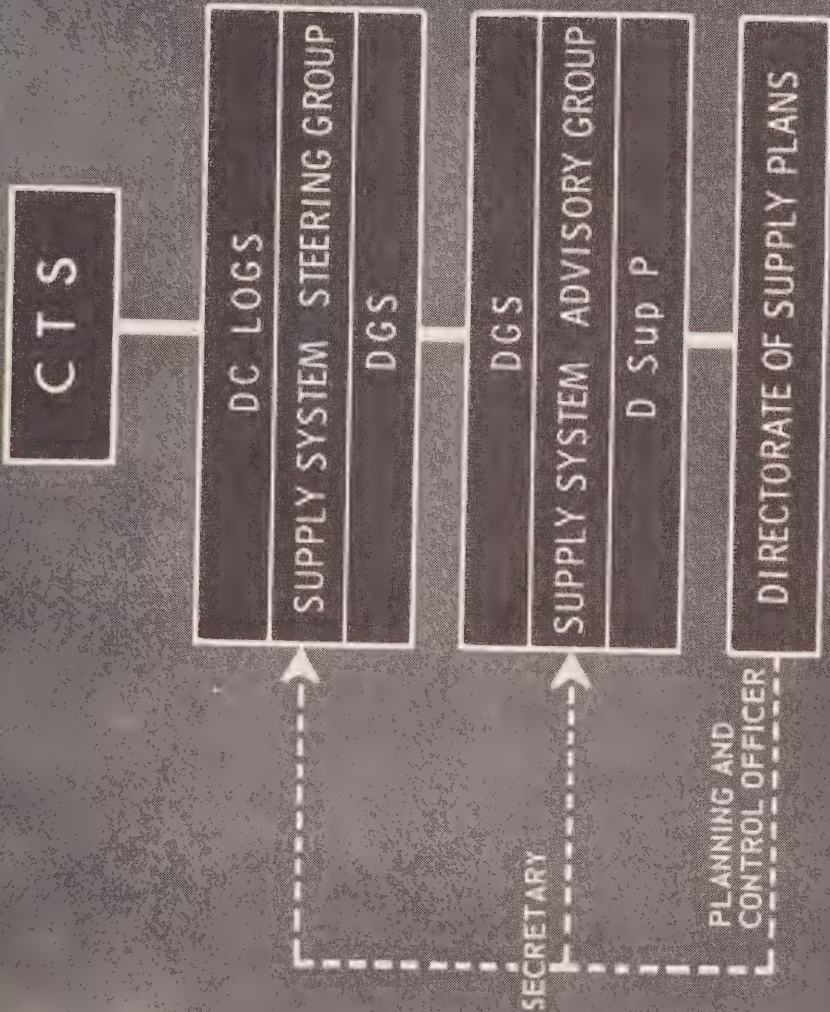 CTS
DC LOGS
SUPPLY SYSTEM STEERING GROUP
DGS
DGS
SUPPLY SYSTEM ADVISORY GROUP
D Sup P
DIRECTORATE OF SUPPLY PLANS
SECRETARY
PLANNING AND
CONTROL OFFICER